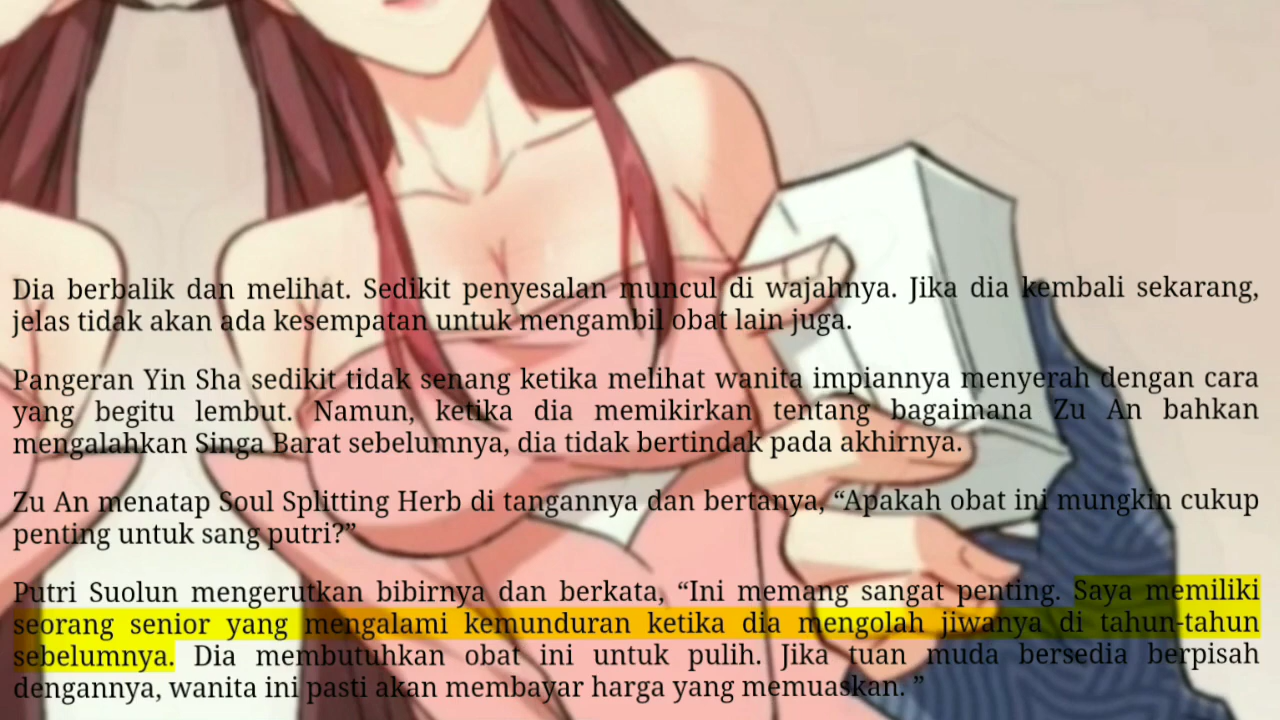 Dia berbalik dan melihat. Sedikit penyesalan muncul di wajahnya. Jika dia kembali sekarang,
jelas tidak akan ada kesempatan untuk mengambil obat lain juga.
Pangeran Yin Sha sedikit tidak senang ketika melihat wanita impiannya menyerah dengan cara
yang begitu lembut. Namun, ketika dia memikirkan tentang bagaimana Zu An bahkan
mengalahkan Singa Barat sebelumnya, dia tidak bertindak pada akhirnya.
Zu An menatap Soul Splitting Herb di tangannya dan bertanya, “Apakah obat ini mungkin cukup
penting untuk sang putri?”
Putri Suolun mengerutkan bibirnya dan berkata, “Ini memang sangat penting. Saya memiliki
seorang senior yang mengalami kemunduran ketika dia mengolah jiwanya di tahun-tahun
sebelumnya. Dia membutuhkan obat ini untuk pulih. Jika tuan muda bersedia berpisah
dengannya, wanita ini pasti akan membayar harga yang memuaskan. ”